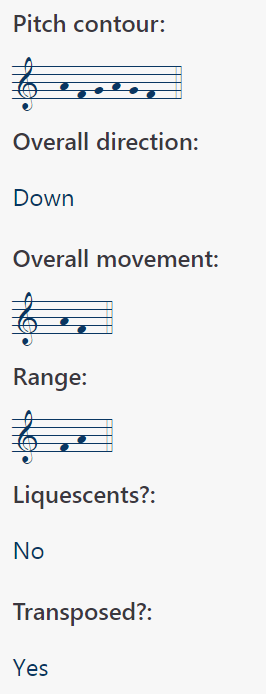 Pitch contour:
Overall direction:
Down
Overall movement:
Range:
Liquescents?:
No
Transposed?:
Yes